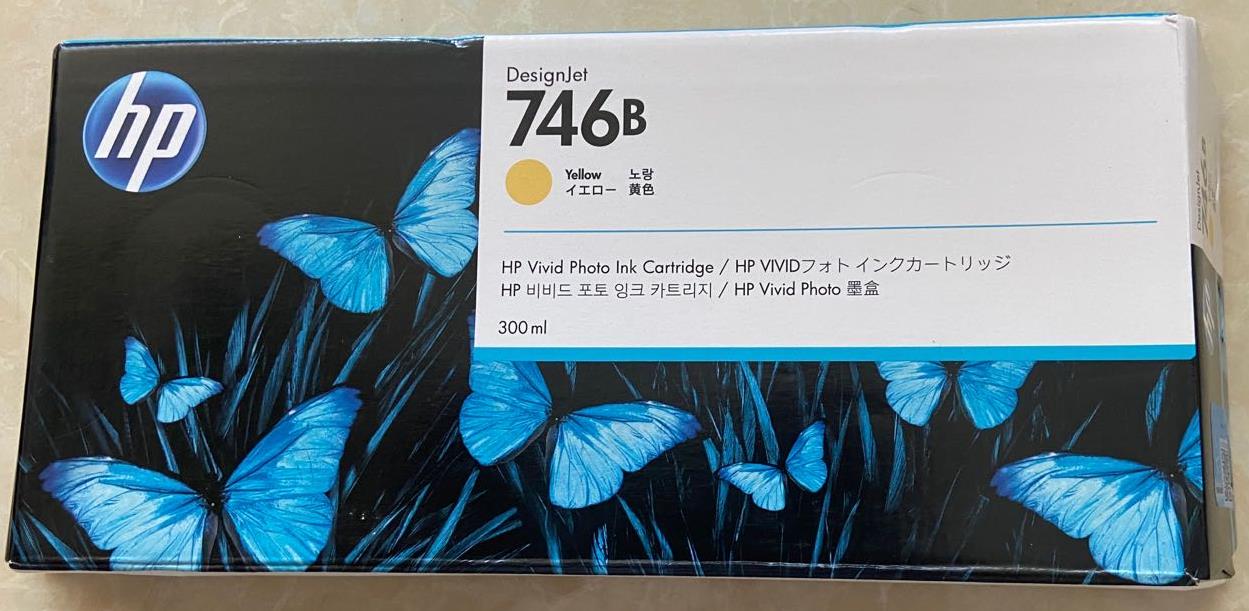 hp
DesignJet
746B
Yellow 노랑
イエロー 黄色
HP Vivid Photo Ink Cartridge / HP VIVIDフォト インクカートリッジ
HP 비비드 포토 잉크 카트리지 / HP Vivid Photo 墨盒
300 ml
DesignJet
746B